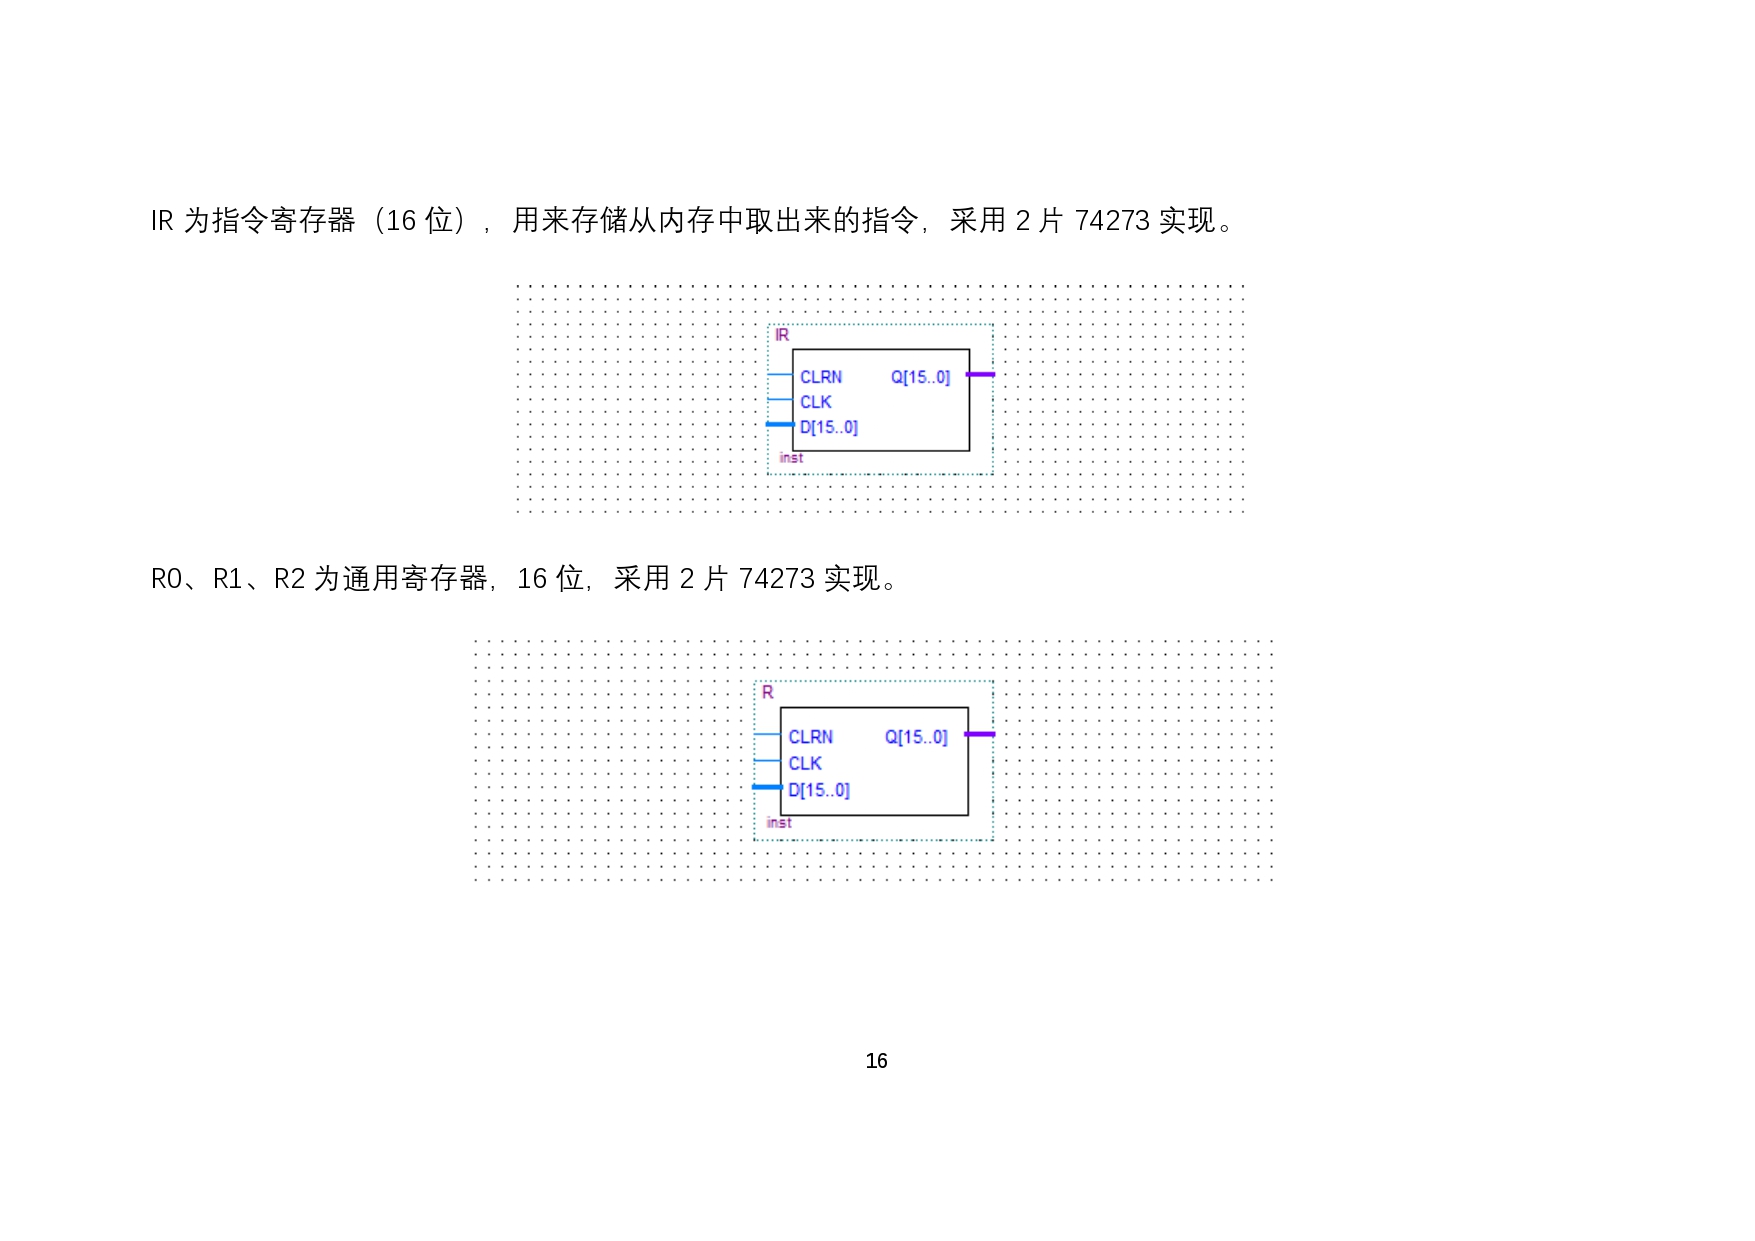 IR 为指令寄存器（16 位），用来存储从内存中取出来的指令，采用 2 片 74273 实现。
IR
CLRN Q[15..0]
CLK
D[15..0]
inst
R0、R1、R2 为通用寄存器，16 位，采用 2 片 74273 实现。
R
CLRN Q[15..0]
CLK
D[15..0]
inst
16